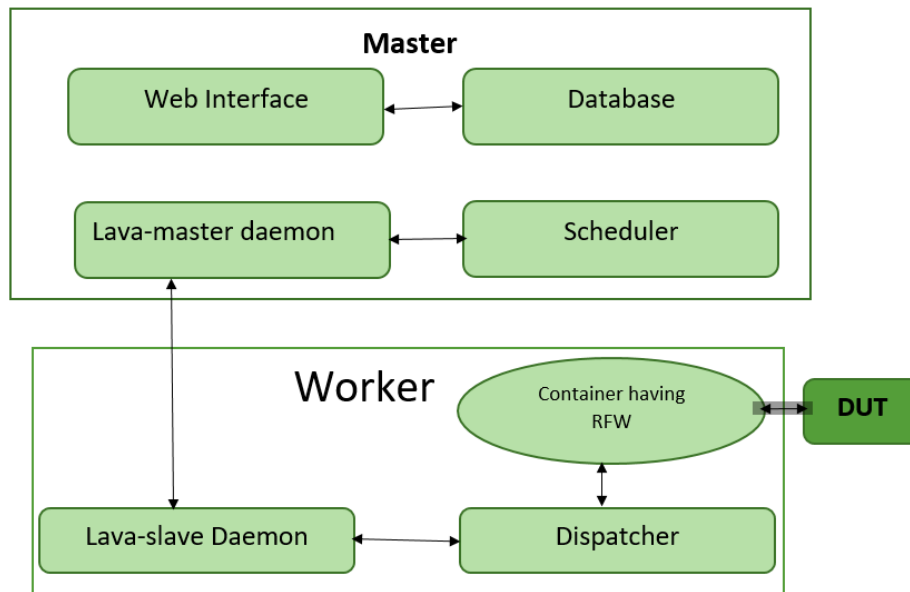 Master
Web Interface
Database
Lava-master daemon
Scheduler
Worker
Container having
RFW
DUT
Lava-slave Daemon
Dispatcher